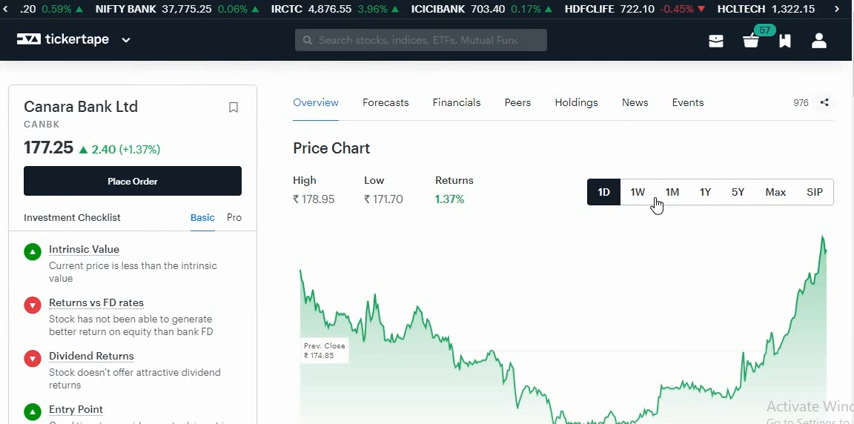 .20 0.59% ▲ NIFTY BANK 37,775.25 0.06% ▲ IRCTC 4,876.55 3.96% ▲ ICICIBANK 703.40 0.17% ▲ HDFCLIFE 722.10 -0.45% ▼ HCLTECH 1,322.15
tickertape
Search stocks, indices, ETFs, Mutual Func
57
Canara Bank Ltd
CANBK
177.25 ▲ 2.40 (+1.37%)
Place Order
Investment Checklist Basic Pro
Intrinsic Value
Current price is less than the intrinsic
value
Returns vs FD rates
Stock has not been able to generate
better return on equity than bank FD
Dividend Returns
Stock doesn't offer attractive dividend
returns
Entry Point
Overview Forecasts Financials Peers Holdings News Events 976
Price Chart
High Low Returns
₹ 178.95 ₹ 171.70 1.37%
1D 1W 1M 1Y 5Y Max SIP
Prev. Close
₹ 174.85
Activate Wind